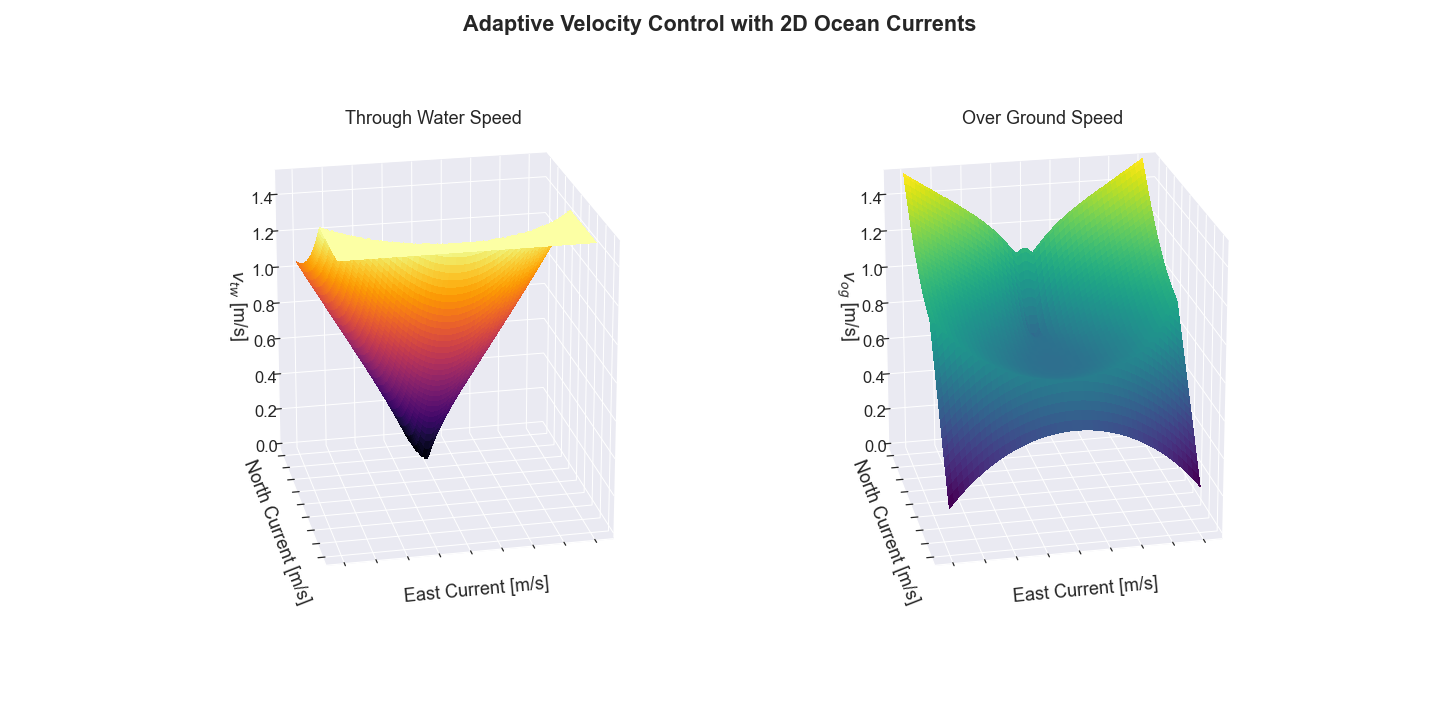 Adaptive Velocity Control with 2D Ocean Currents
Through Water Speed
1.4
1.2
1.0
0.8
0.6
0.4
0.2
0.0
v_tw [m/s]
North Current [m/s]
East Current [m/s]
Over Ground Speed
1.4
1.2
1.0
0.8
0.6
0.4
0.2
0.0
v_og [m/s]
North Current [m/s]
East Current [m/s]